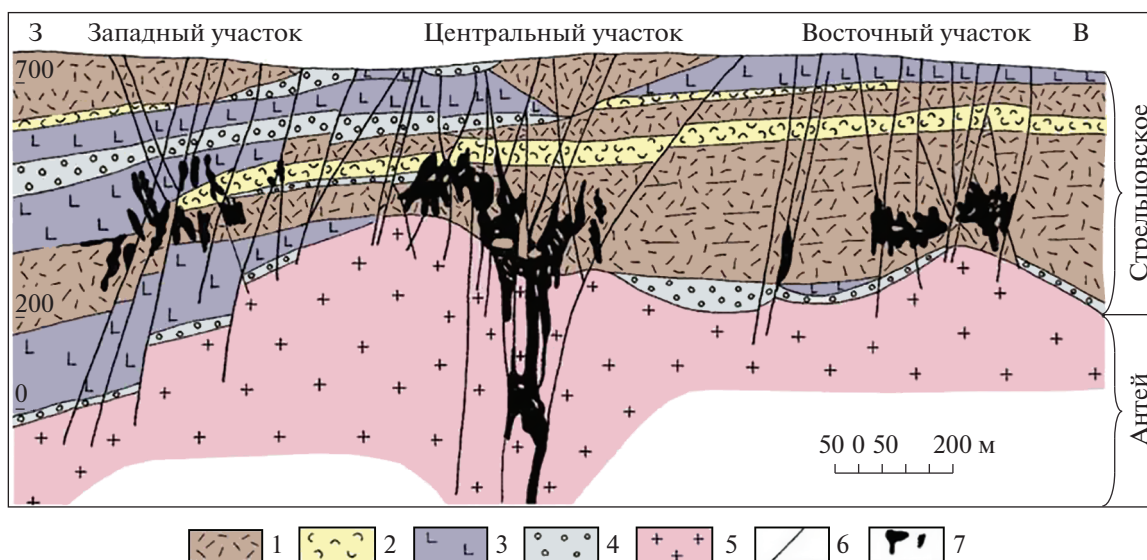 З Западный участок Центральный участок Восточный участок В
700
200
0
50 0 50 200 м
Стрельцовское
Антей
1 2 3 4 5 6 7